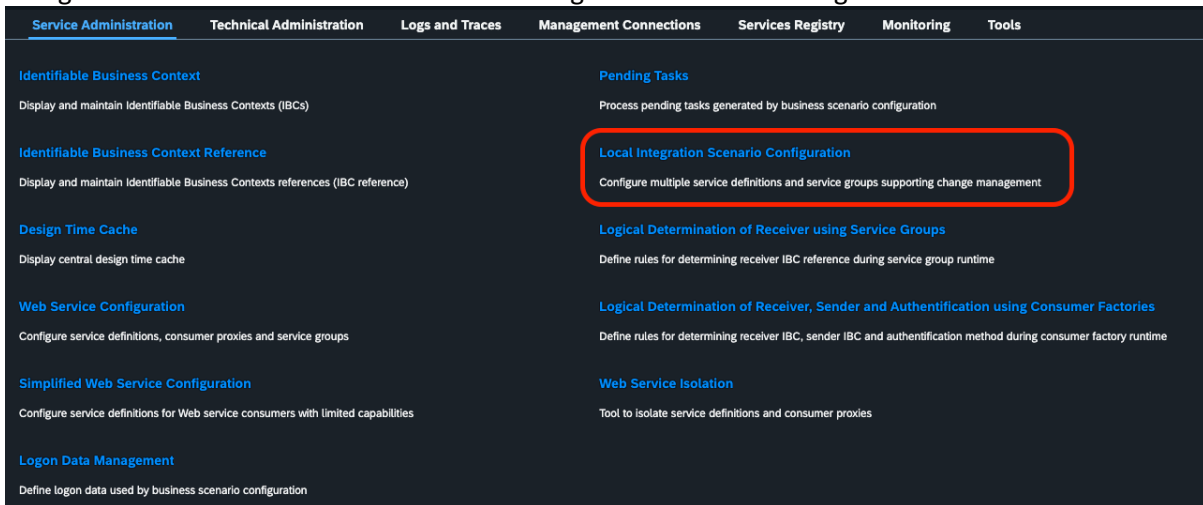 Service Administration Technical Administration Logs and Traces Management Connections Services Registry Monitoring Tools
Identifiable Business Context
Display and maintain Identifiable Business Contexts (IBCs)
Identifiable Business Context Reference
Display and maintain Identifiable Business Contexts references (IBC reference)
Design Time Cache
Display central design time cache
Web Service Configuration
Configure service definitions, consumer proxies and service groups
Simplified Web Service Configuration
Configure service definitions for Web service consumers with limited capabilities
Logon Data Management
Define logon data used by business scenario configuration
Pending Tasks
Process pending tasks generated by business scenario configuration
Local Integration Scenario Configuration
Configure multiple service definitions and service groups supporting change management
Logical Determination of Receiver using Service Groups
Define rules for determining receiver IBC reference during service group runtime
Logical Determination of Receiver, Sender and Authentification using Consumer Factories
Define rules for determining receiver IBC, sender IBC and authentification method during consumer factory runtime
Web Service Isolation
Tool to isolate service definitions and consumer proxies